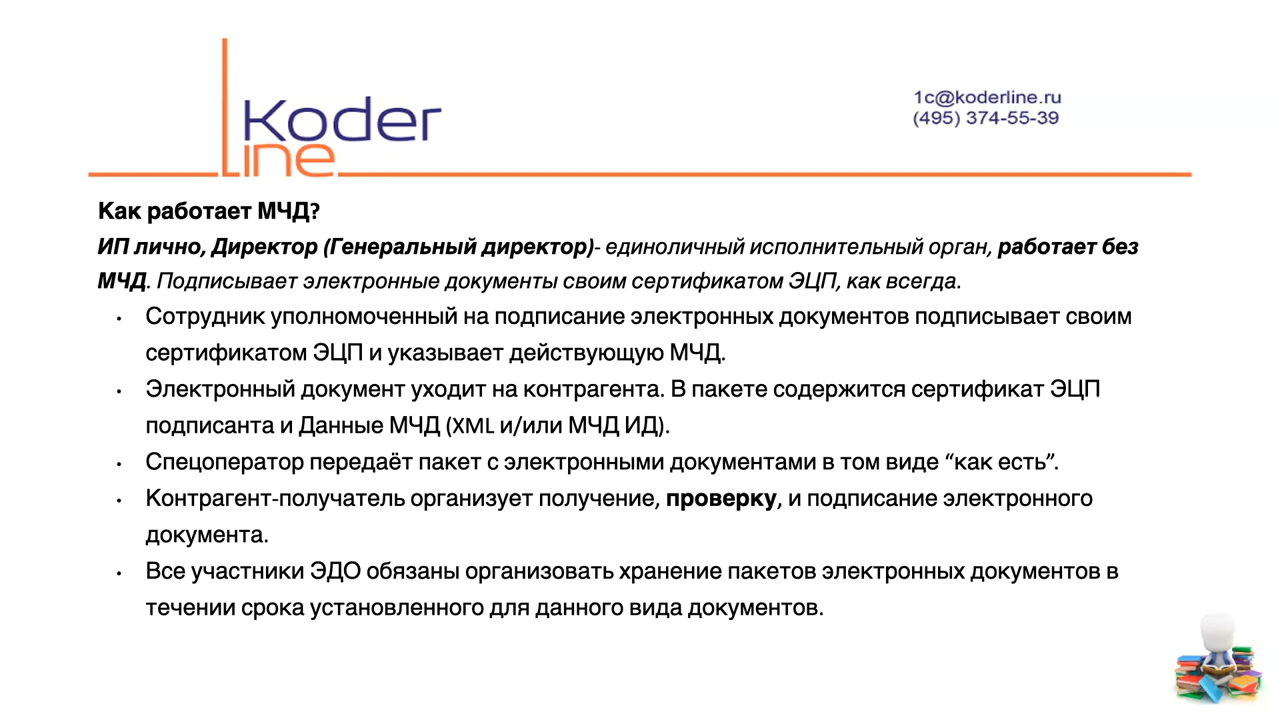 Koder
Line
1c@koderline.ru
(495) 374-55-39
Как работает МЧД?
ИП лично, Директор (Генеральный директор)- единоличный исполнительный орган, работает без
МЧД. Подписывает электронные документы своим сертификатом ЭЦП, как всегда.
• Сотрудник уполномоченный на подписание электронных документов подписывает своим
сертификатом ЭЦП и указывает действующую МЧД.
• Электронный документ уходит на контрагента. В пакете содержится сертификат ЭЦП
подписанта и Данные МЧД (XML и/или МЧД ИД).
• Спецоператор передаёт пакет с электронными документами в том виде “как есть”.
• Контрагент-получатель организует получение, проверку, и подписание электронного
документа.
• Все участники ЭДО обязаны организовать хранение пакетов электронных документов в
течении срока установленного для данного вида документов.